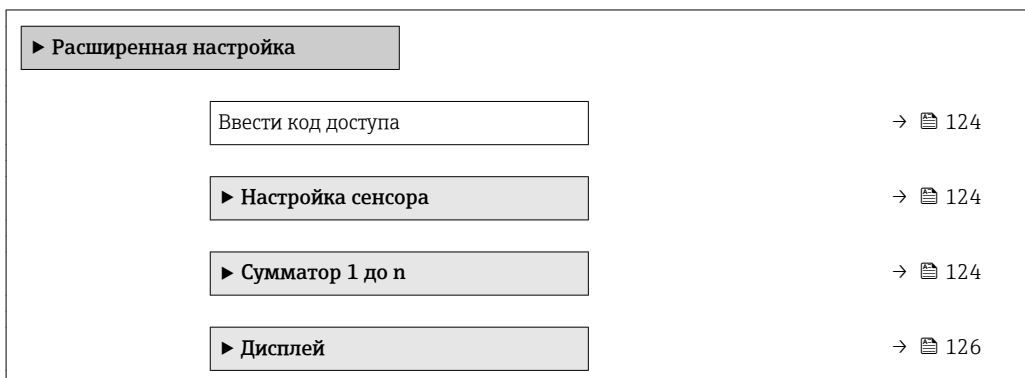 ▶ Расширенная настройка
Ввести код доступа → 124
▶ Настройка сенсора → 124
▶ Сумматор 1 до n → 124
▶ Дисплей → 126